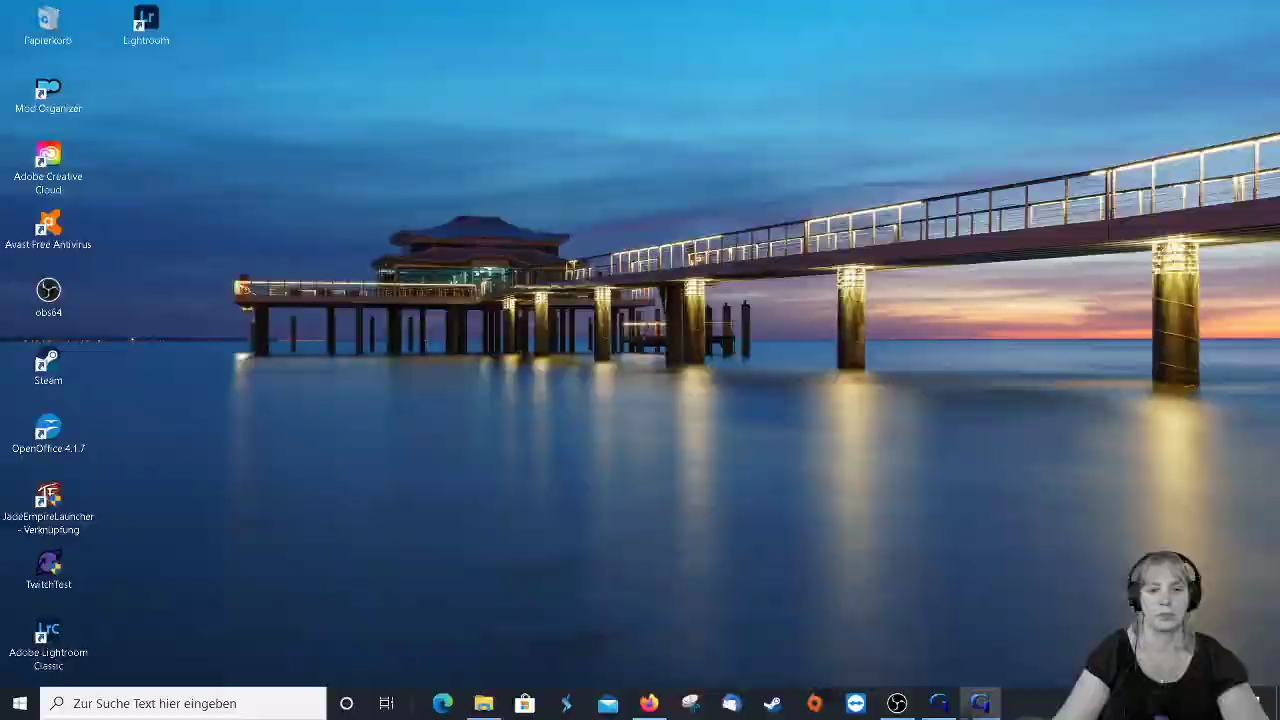 Papierkorb
Lightroom
Mod Organizer
Adobe Creative
Cloud
Avast Free Antivirus
obs64
Steam
OpenOffice 4.1.7
JadeEmpireLauncher
- Verknüpfung
TwitchTest
Adobe Lightroom
Classic
Zur Suche Text hier eingeben